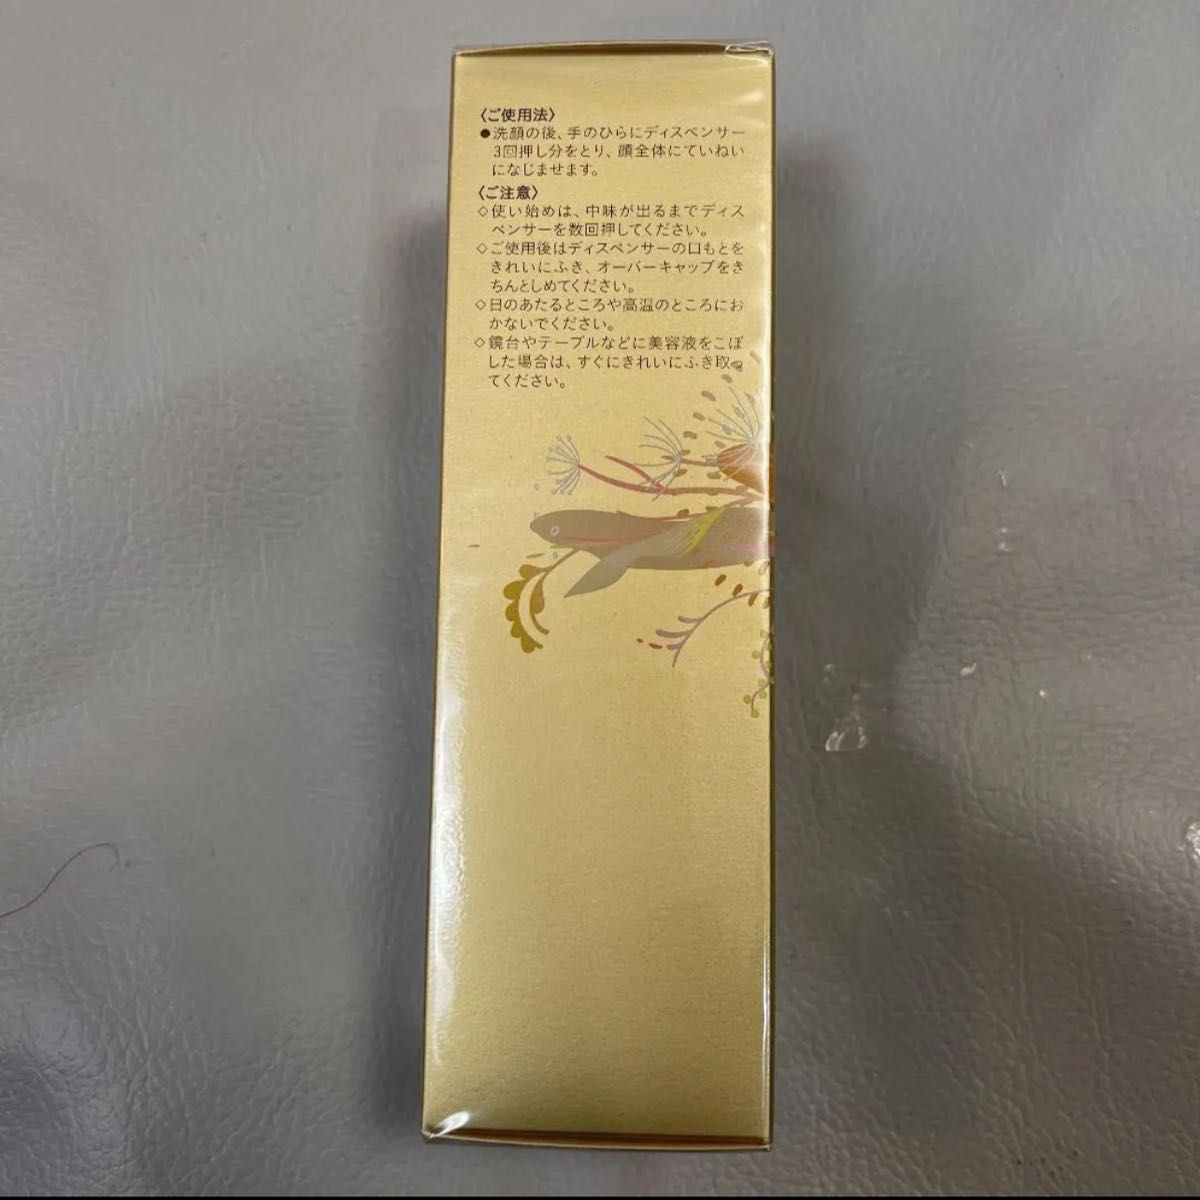 〈ご使用法〉
●洗顔の後、手のひらにディスペンサー
3回押し分をとり、顔全体にていねい
になじませます。
〈ご注意〉
◇使い始めは、中味が出るまでディス
ペンサーを数回押してください。
◇ご使用後はディスペンサーの口もとを
きれいにふき、オーバーキャップをき
ちんとしめてください。
◇日のあたるところや高温のところにお
かないでください。
◇鏡台やテーブルなどに美容液をこぼ
した場合は、すぐにきれいにふき取っ
てください。